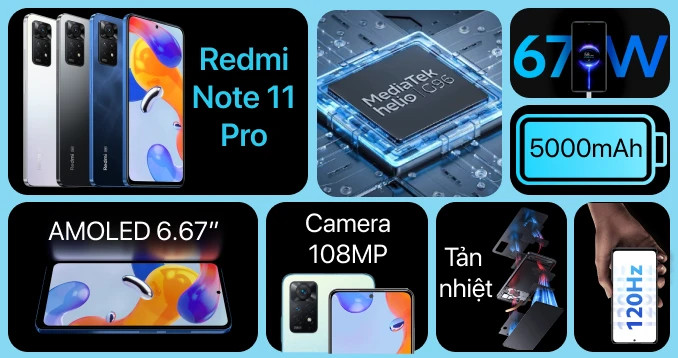 Redmi
Note 11
Pro
MediaTek
helio G96
67W
5000mAh
AMOLED 6.67”
Camera
108MP
Tản
nhiệt
120Hz